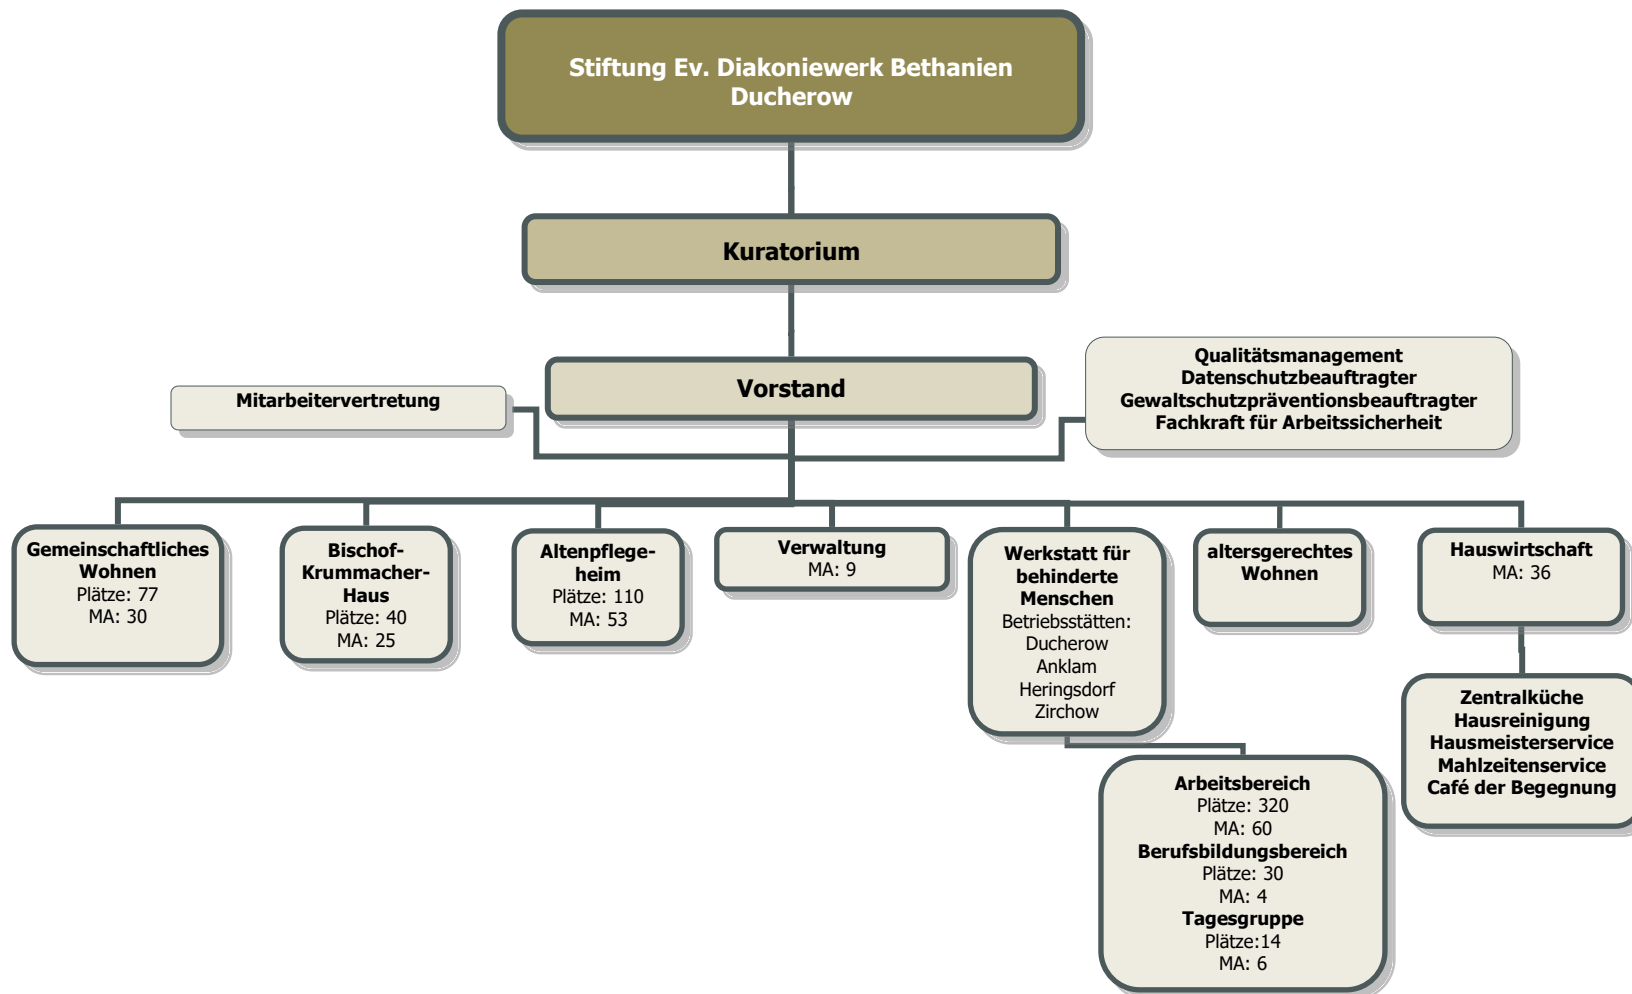 Stiftung Ev. Diakoniewerk Bethanien
Ducherow
Kuratorium
Vorstand
Mitarbeitervertretung
Qualitätsmanagement
Datenschutzbeauftragter
Gewaltschutzpräventionsbeauftragter
Fachkraft für Arbeitssicherheit
Gemeinschaftliches
Wohnen
Plätze: 77
MA: 30
Bischof-
Krummacher-
Haus
Plätze: 40
MA: 25
Altenpflege-
heim
Plätze: 110
MA: 53
Verwaltung
MA: 9
Werkstatt für
behinderte
Menschen
Betriebsstätten:
Ducherow
Anklam
Heringsdorf
Zirchow
altersgerechtes
Wohnen
Hauswirtschaft
MA: 36
Zentralküche
Hausreinigung
Hausmeisterservice
Mahlzeitenservice
Café der Begegnung
Arbeitsbereich
Plätze: 320
MA: 60
Berufsbildungsbereich
Plätze: 30
MA: 4
Tagesgruppe
Plätze:14
MA: 6